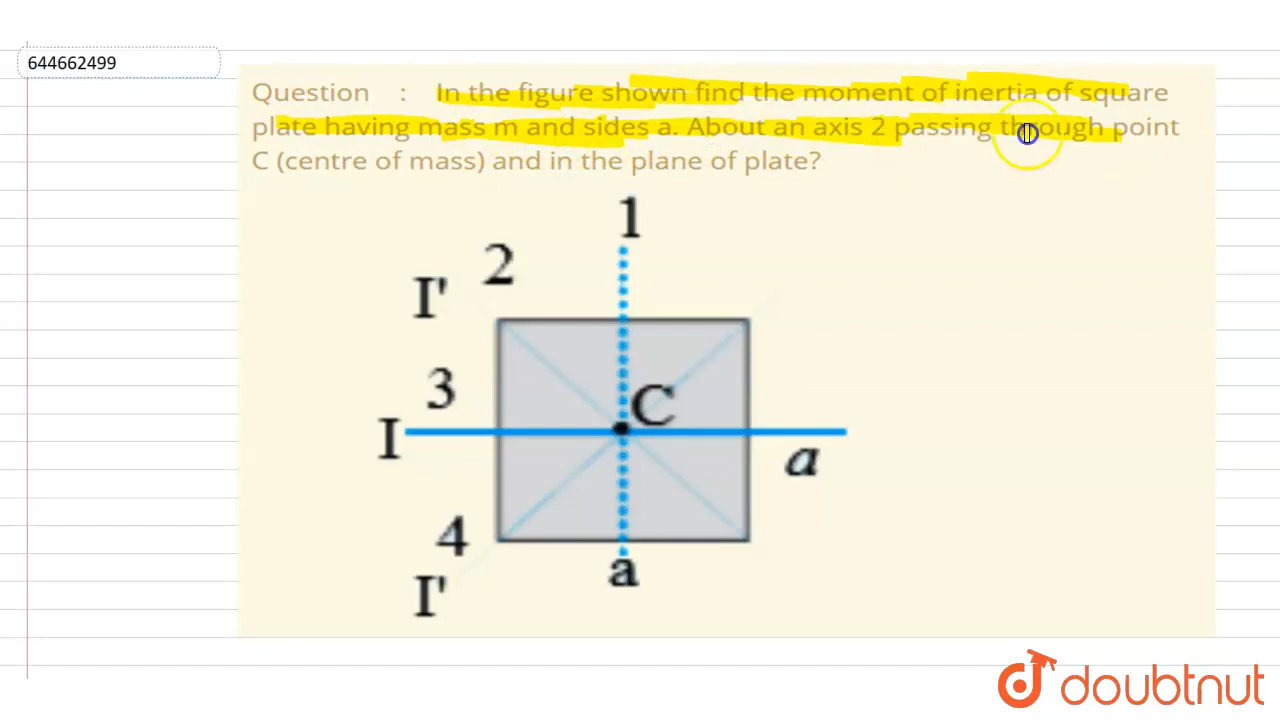 644662499
Question : In the figure shown find the moment of inertia of square
plate having mass m and sides a. About an axis 2 passing through point
C (centre of mass) and in the plane of plate?
1
2
I'
3
C
I
a
4
a
I'
doubtnut